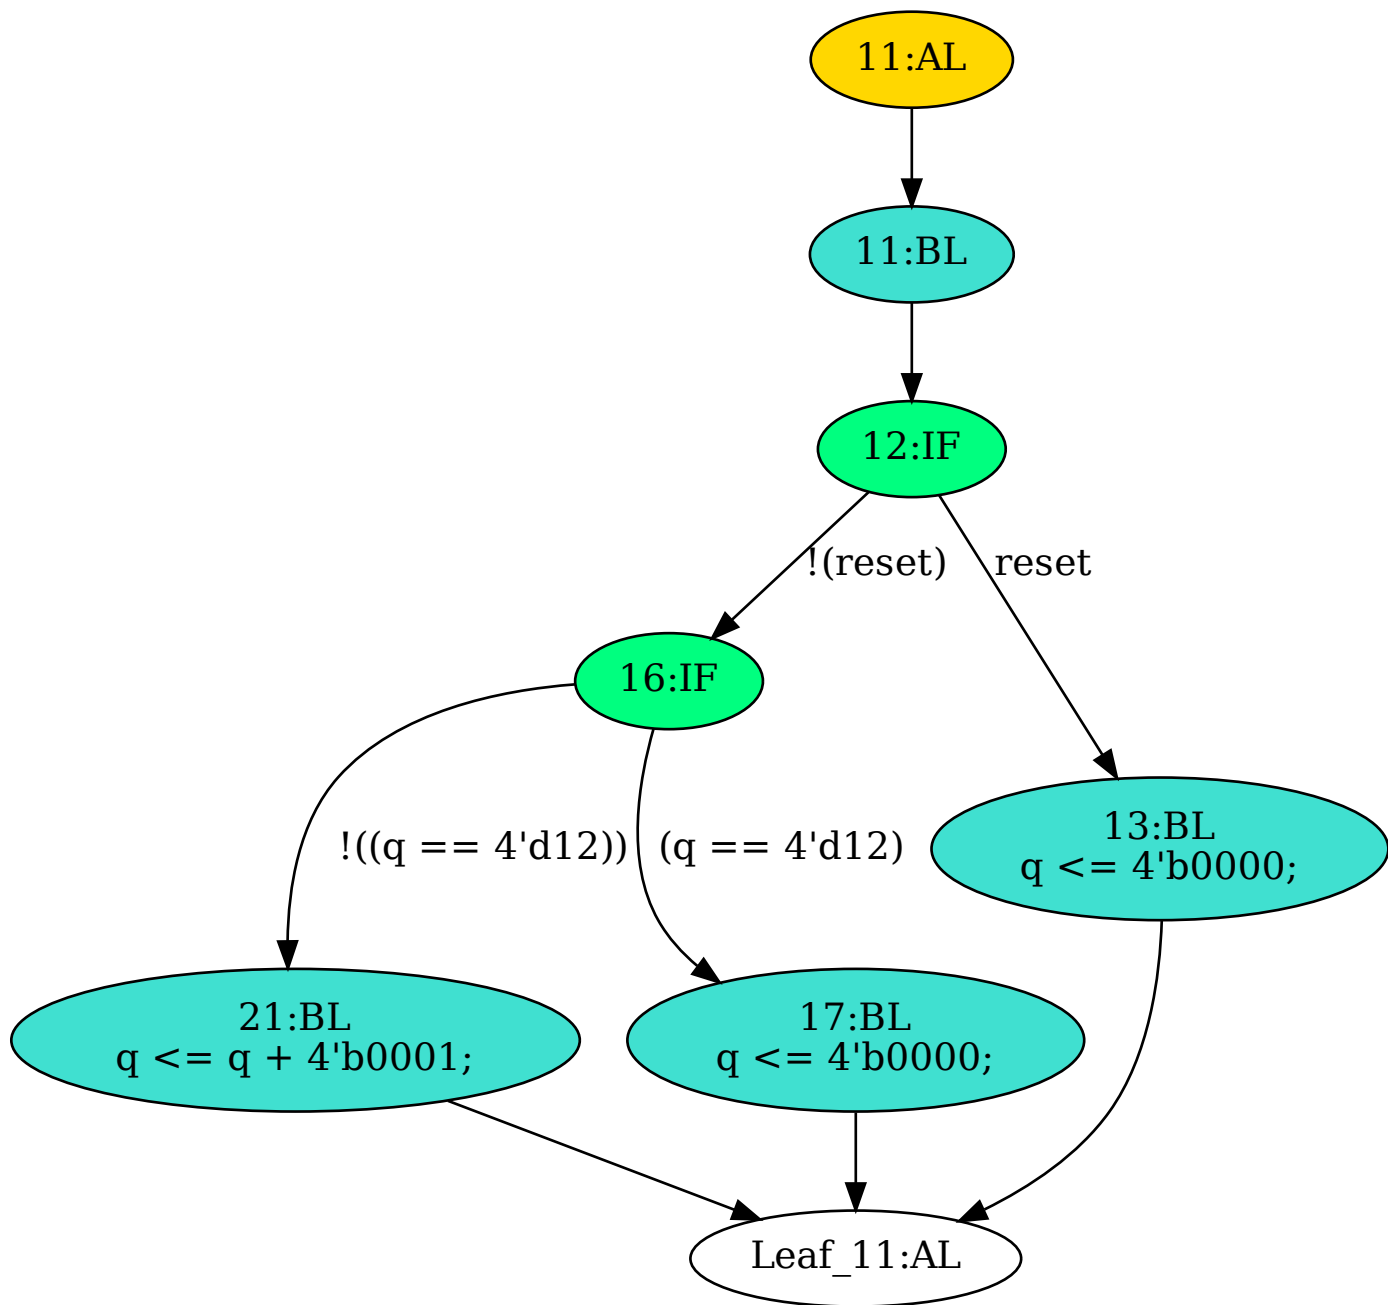 11:AL
11:BL
12:IF
!(reset)
reset
16:IF
!((q == 4'd12))
(q == 4'd12)
13:BL
q <= 4'b0000;
21:BL
q <= q + 4'b0001;
17:BL
q <= 4'b0000;
Leaf_11:AL